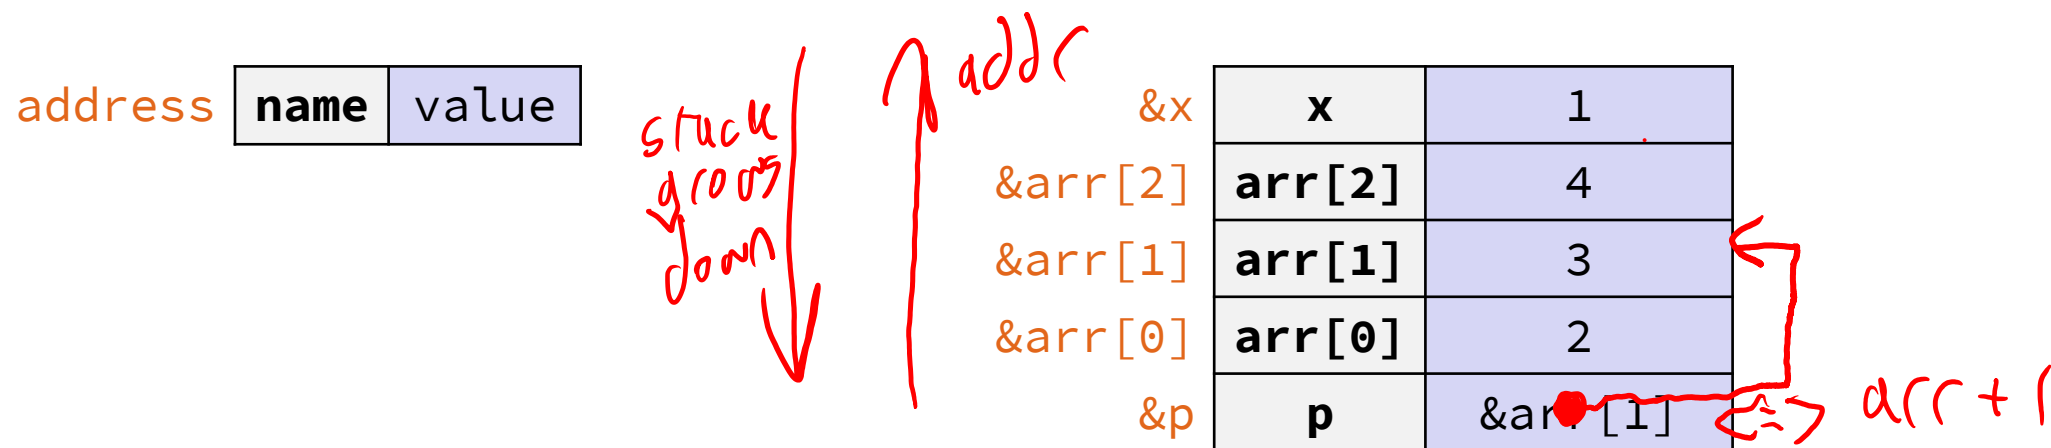 address name value
stack
grows
down
addr
&x x 1
&arr[2] arr[2] 4
&arr[1] arr[1] 3
&arr[0] arr[0] 2
&p p &arr[1] <=> arr + 1